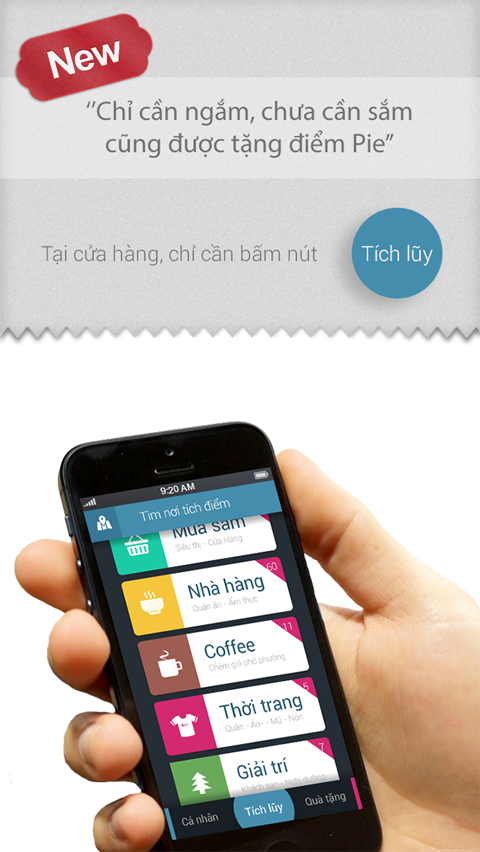 New
“Chỉ cần ngắm, chưa cần sắm
cũng được tặng điểm Pie”
Tại cửa hàng, chỉ cần bấm nút
Tích lũy
9:20 AM
Tìm nơi tích điểm
Mua sắm
Siêu thị - Cửa Hàng
60
Nhà hàng
Quán ăn - Ẩm thực
11
Coffee
Chém gió phố phường
5
Thời trang
Quần - Áo - Mũ - Nón
7
Giải trí
Khách sạn - Nghỉ dưỡng
Cá nhân
Tích lũy
Quà tặng